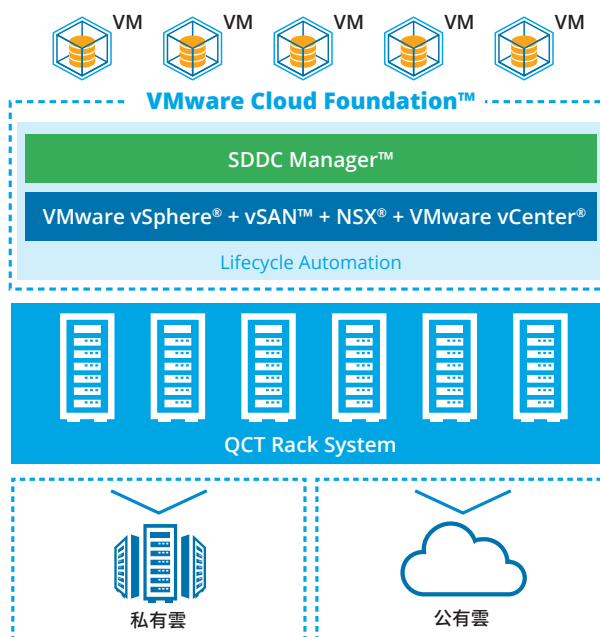 VM VM VM VM VM
VMware Cloud Foundation™
SDDC Manager™
VMware vSphere® + vSAN™ + NSX® + VMware vCenter®
Lifecycle Automation
QCT Rack System
私有雲 公有雲